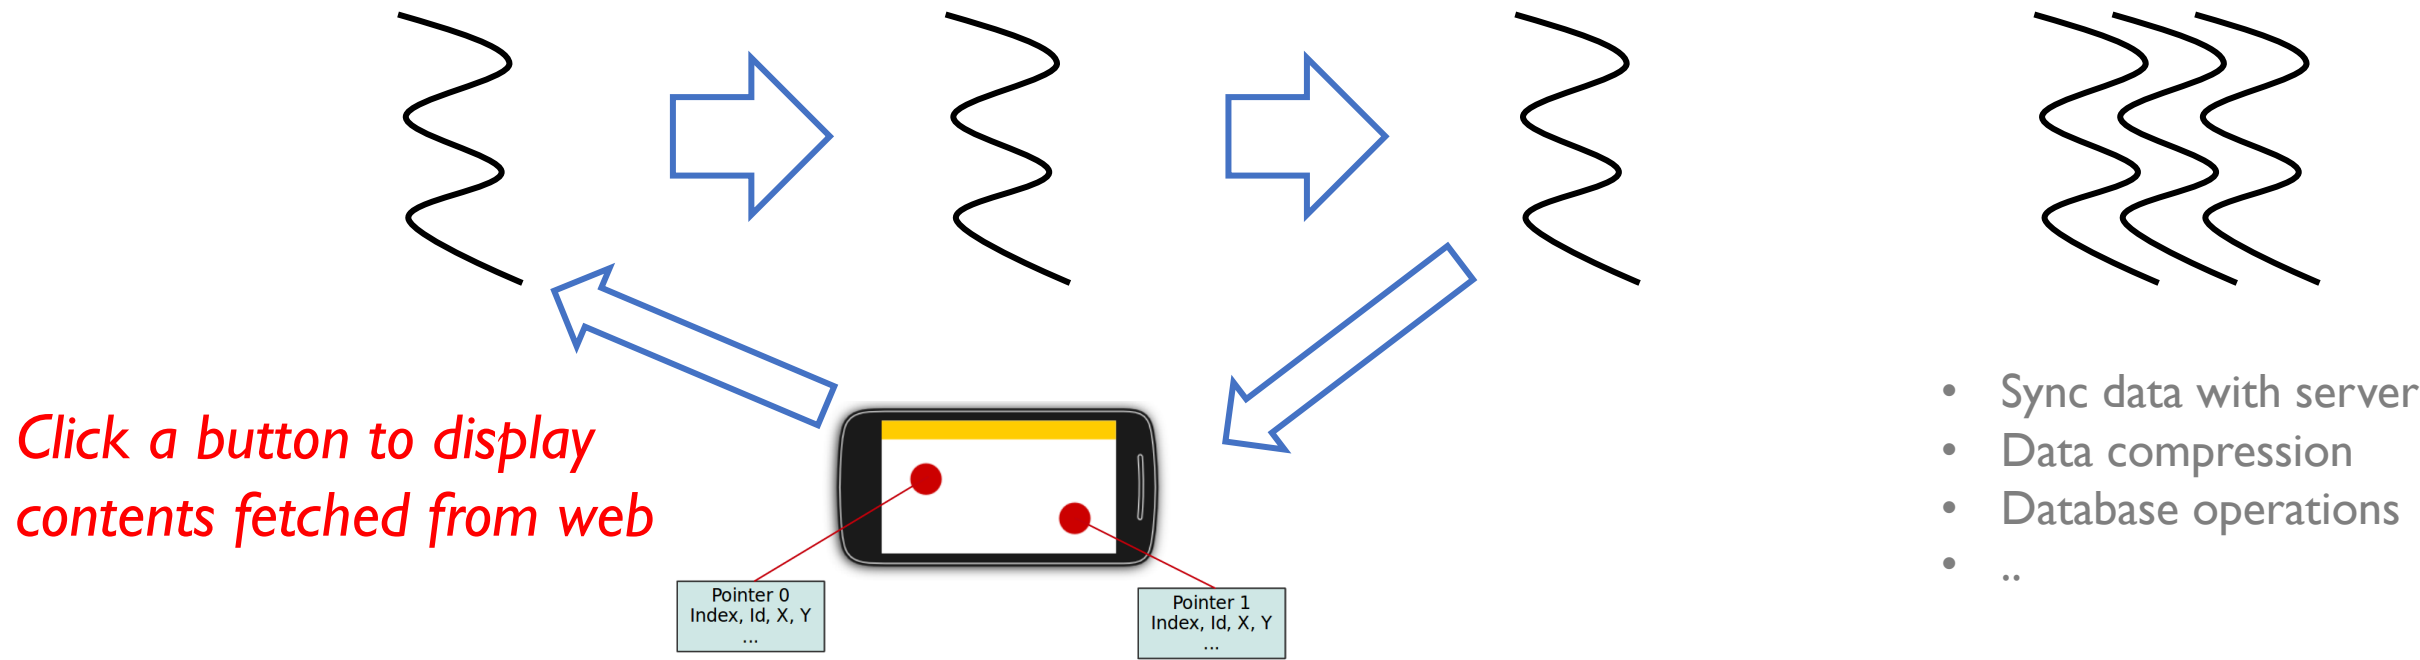 Click a button to display
contents fetched from web
Pointer 0
Index, Id, X, Y
...
Pointer 1
Index, Id, X, Y
...
• Sync data with server
• Data compression
• Database operations
• ..